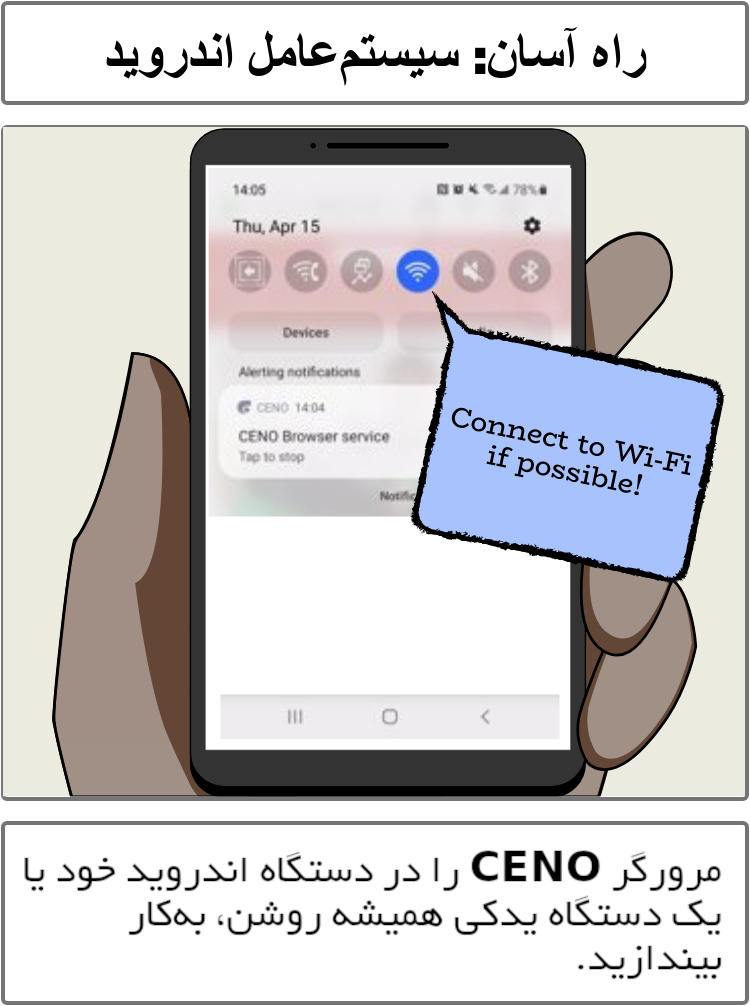 راه آسان: سیستم‌عامل اندروید
14:05
78%
Thu, Apr 15
Devices
Alerting notifications
CENO 14:04
CENO Browser service
Tap to stop
Connect to Wi-Fi
if possible!
مرورگر CENO را در دستگاه اندروید خود یا
یک دستگاه یدکی همیشه روشن، به‌کار
بیندازید.